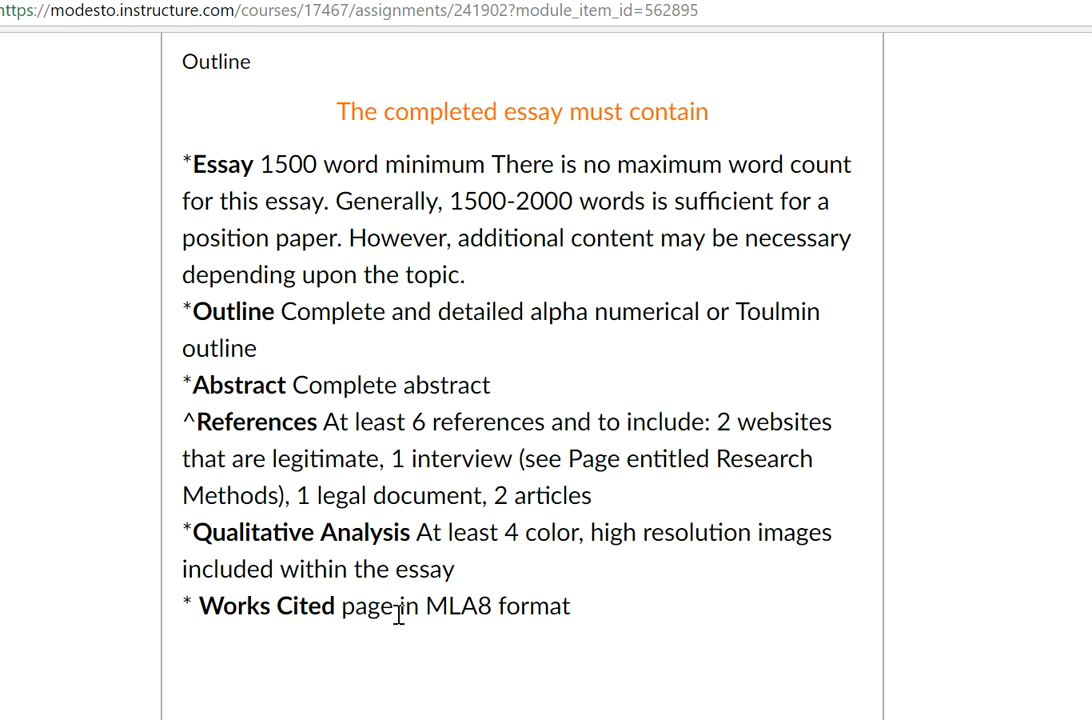 https://modesto.instructure.com/courses/17467/assignments/241902?module_item_id=562895
Outline
The completed essay must contain
*Essay 1500 word minimum There is no maximum word count
for this essay. Generally, 1500-2000 words is sufficient for a
position paper. However, additional content may be necessary
depending upon the topic.
*Outline Complete and detailed alpha numerical or Toulmin
outline
*Abstract Complete abstract
^References At least 6 references and to include: 2 websites
that are legitimate, 1 interview (see Page entitled Research
Methods), 1 legal document, 2 articles
*Qualitative Analysis At least 4 color, high resolution images
included within the essay
* Works Cited page in MLA8 format